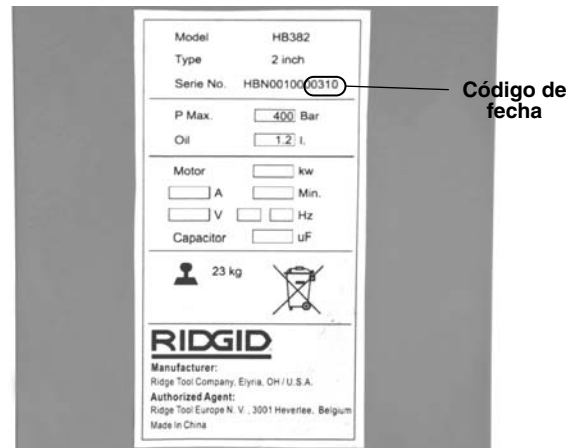 Model HB382
Type 2 inch
Serie No. HBN0010000310
Código de
fecha
P Max. 400 Bar
Oil 1.2 l.
Motor kw
A Min.
V Hz
Capacitor uF
23 kg
RIDGID
Manufacturer:
Ridge Tool Company, Elyria, OH / U.S.A.
Authorized Agent:
Ridge Tool Europe N. V., 3001 Heverlee, Belgium
Made in China